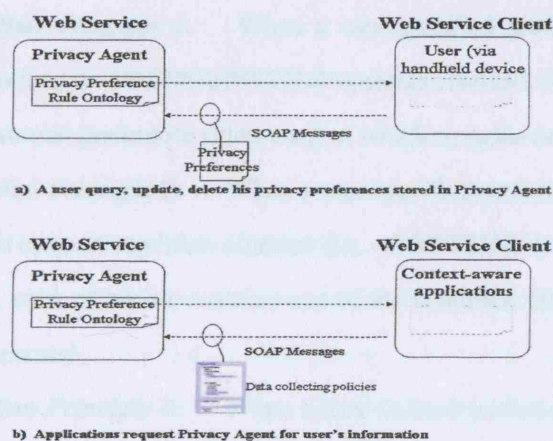 Web Service
Web Service Client
Privacy Agent
User (via
handheld device
Privacy Preference
Rule Ontology
SOAP Messages
Privacy
Preferences
a) A user query, update, delete his privacy preferences stored in Privacy Agent
Web Service
Web Service Client
Privacy Agent
Context-aware
applications
Privacy Preference
Rule Ontology
SOAP Messages
Data collecting policies
b) Applications request Privacy Agent for user's information